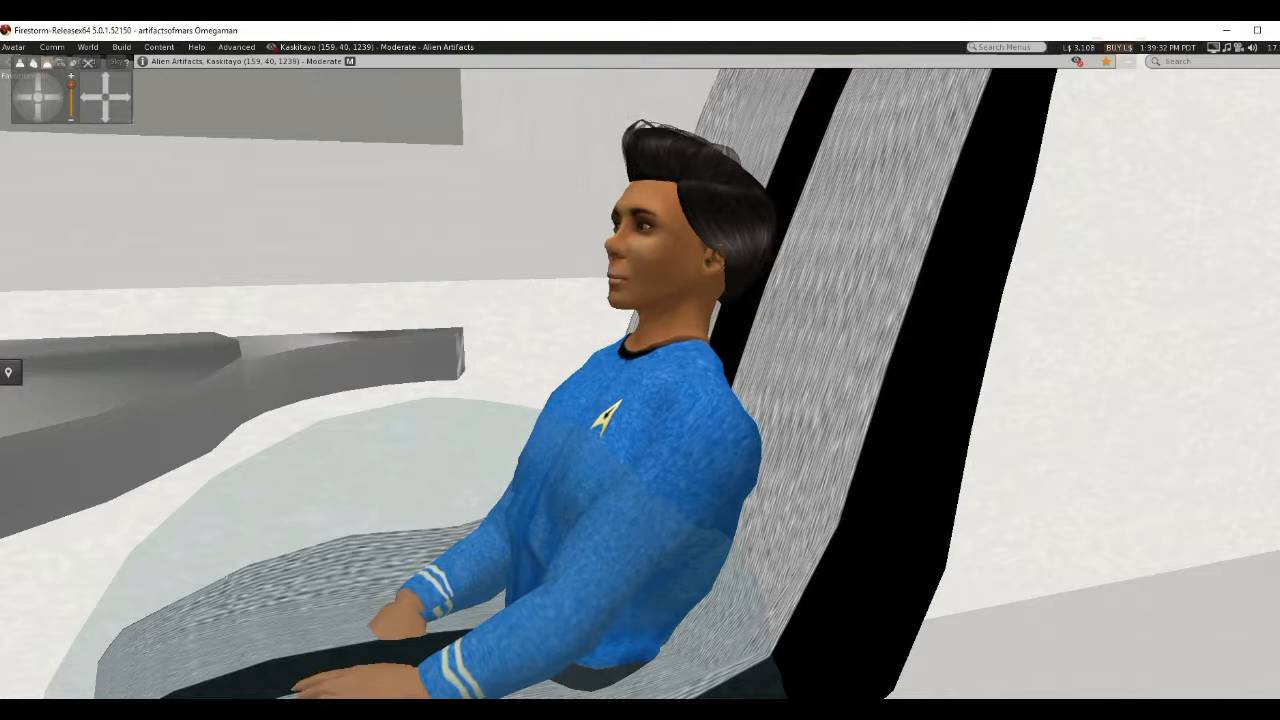 Firestorm-Releasex64 5.0.1.52150 - artifactsofmars Omegaman
Avatar Comm World Build Content Help Advanced Kaskitayo (159, 40, 1239) - Moderate - Alien Artifacts Search Menus L$ 3,108 BUY L$ 1:39:32 PM PDT 17.
Alien Artifacts, Kaskitayo (159, 40, 1239) - Moderate M Search